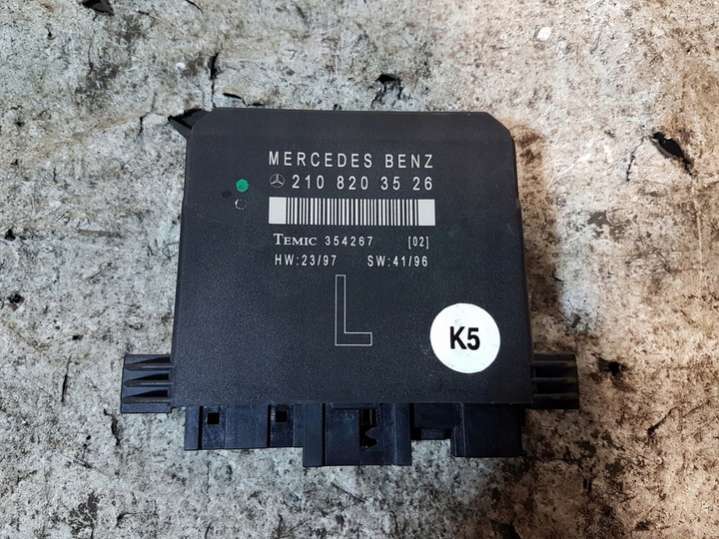 MERCEDES BENZ
210 820 35 26
TEMIC 354267 [02]
HW:23/97 SW:41/96
L
K5